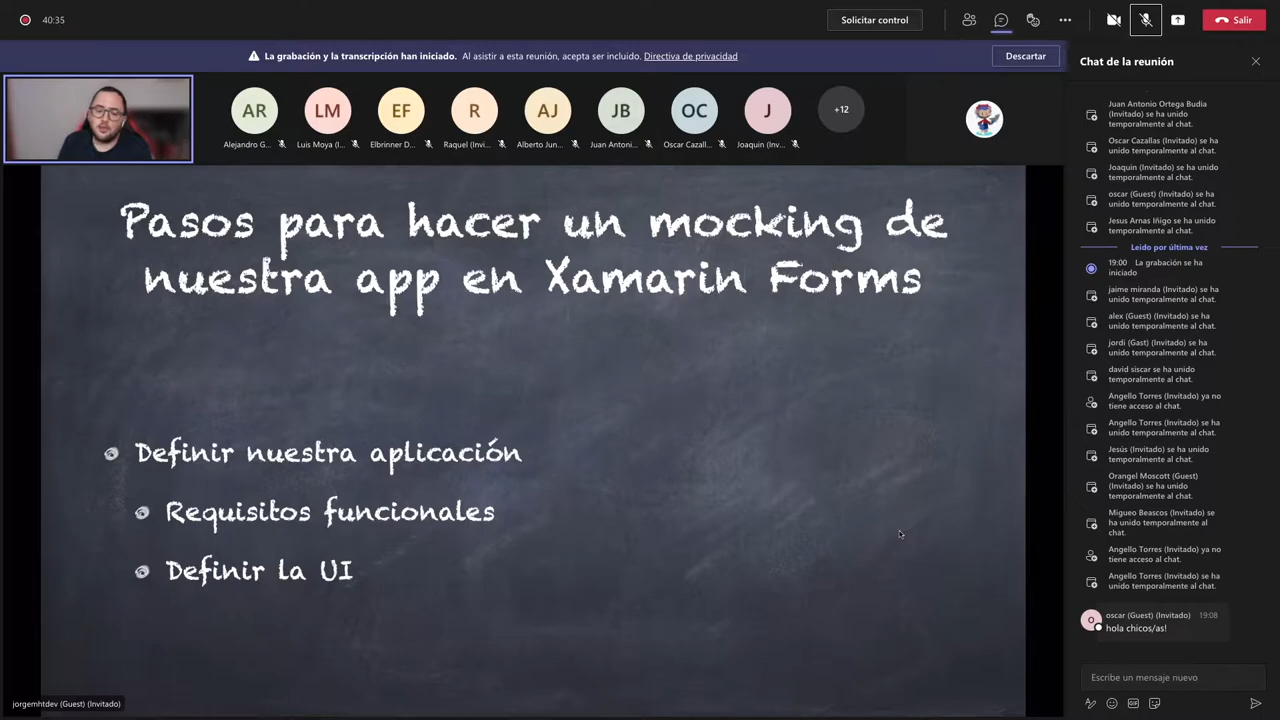 40:35
Solicitar control
Salir
La grabación y la transcripción han iniciado. Al asistir a esta reunión, acepta ser incluido. Directiva de privacidad
Descartar
Chat de la reunión
AR
LM
EF
R
AJ
JB
OC
J
+12
Alejandro G...
Luis Moya (I...
Elbrinner D...
Raquel (Invi...
Alberto Jun...
Juan Antoni...
Oscar Cazall...
Joaquin (Inv...
Pasos para hacer un mocking de
nuestra app en Xamarin Forms
Definir nuestra aplicación
Requisitos funcionales
Definir la UI
jorgemhtdev (Guest) (Invitado)
Juan Antonio Ortega Budia
(Invitado) se ha unido
temporalmente al chat.
Oscar Cazallas (Invitado) se ha
unido temporalmente al chat.
Joaquin (Invitado) se ha unido
temporalmente al chat.
oscar (Guest) (Invitado) se ha
unido temporalmente al chat.
Jesus Arnas Iñigo se ha unido
temporalmente al chat.
Leído por última vez
19:00 La grabación se ha
iniciado
jaime miranda (Invitado) se ha
unido temporalmente al chat.
alex (Guest) (Invitado) se ha
unido temporalmente al chat.
jordi (Gast) (Invitado) se ha
unido temporalmente al chat.
david siscar se ha unido
temporalmente al chat.
Angello Torres (Invitado) ya no
tiene acceso al chat.
Angello Torres (Invitado) se ha
unido temporalmente al chat.
Jesús (Invitado) se ha unido
temporalmente al chat.
Orangel Moscott (Guest)
(Invitado) se ha unido
temporalmente al chat.
Migueo Beascos (Invitado) se
ha unido temporalmente al
chat.
Angello Torres (Invitado) ya no
tiene acceso al chat.
Angello Torres (Invitado) se ha
unido temporalmente al chat.
O
oscar (Guest) (Invitado) 19:08
hola chicos/as!
Escribe un mensaje nuevo